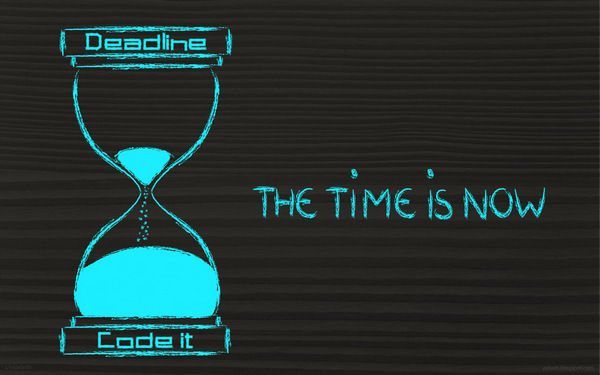 Deadline
THE TIME IS NOW
Code it